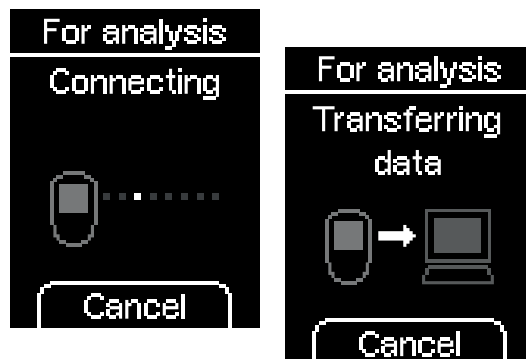 For analysis
Connecting
Cancel
For analysis
Transferring
data
Cancel